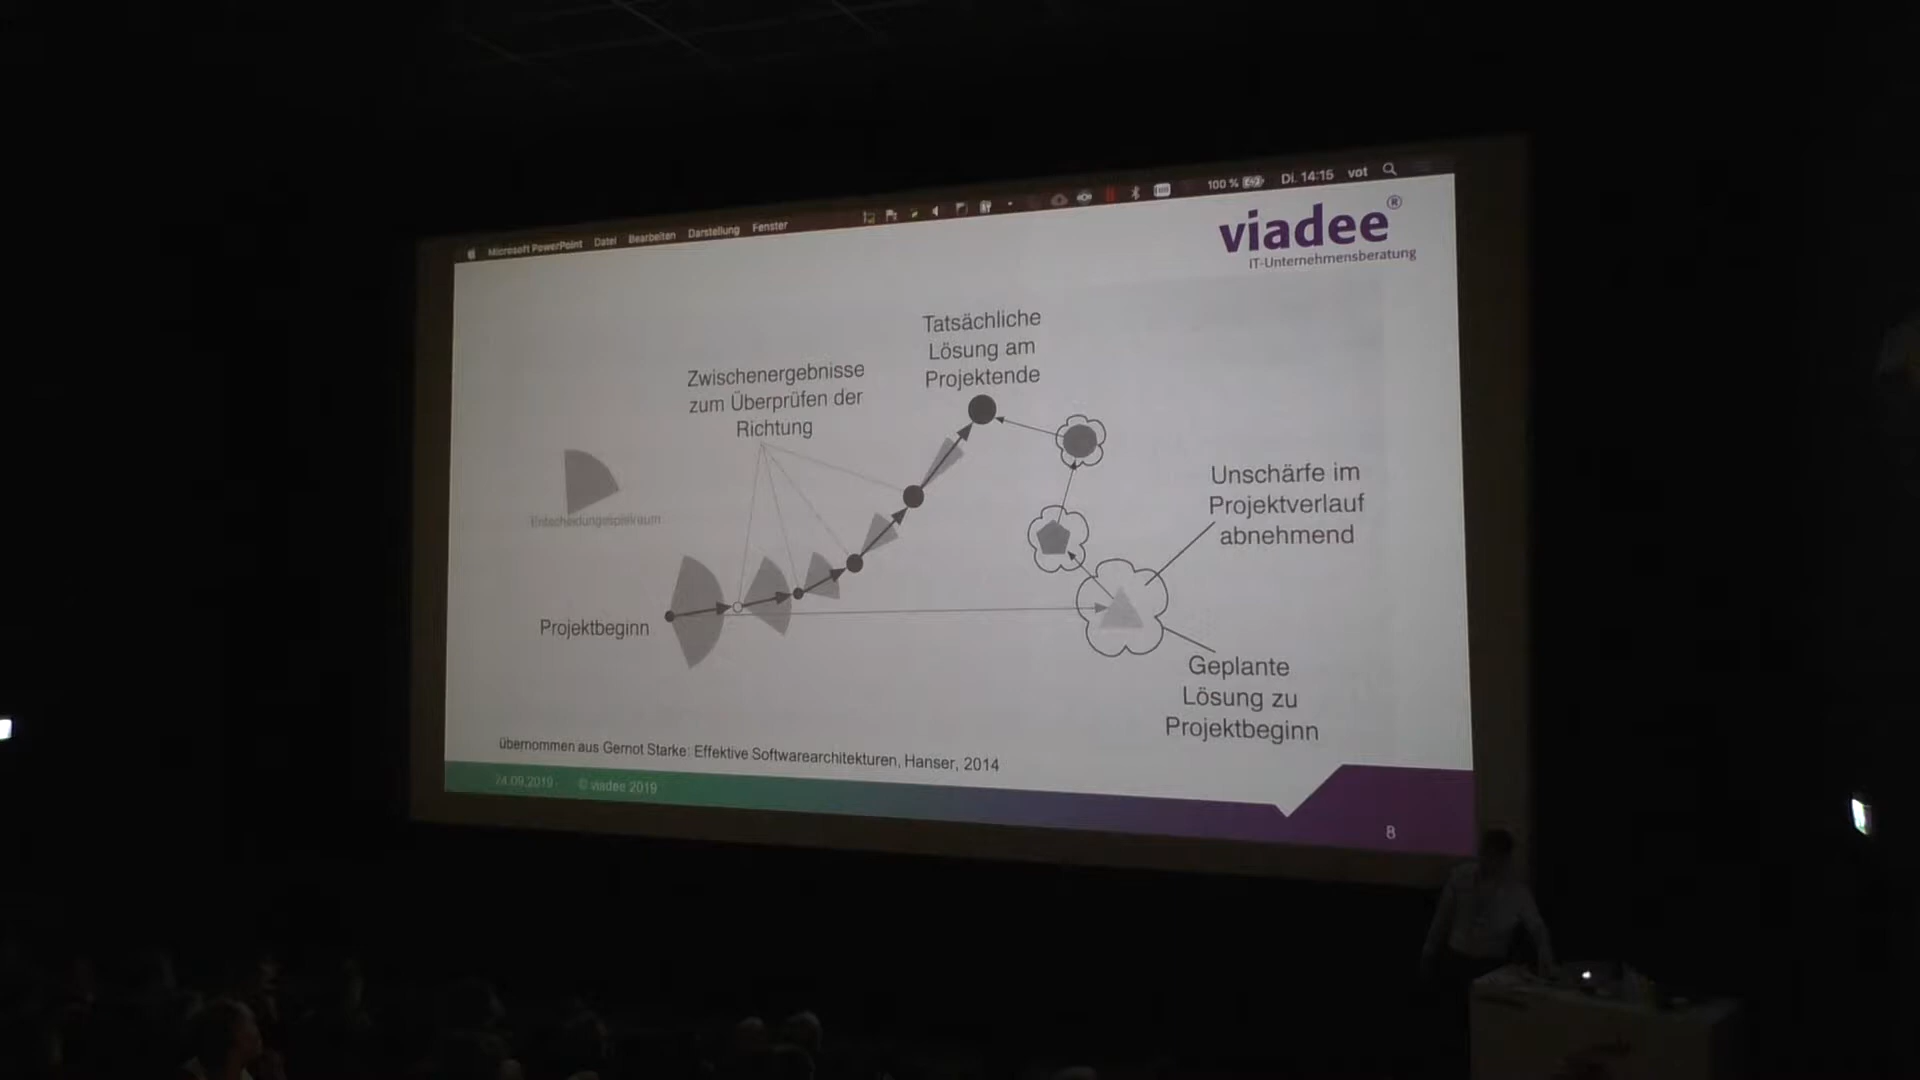 Microsoft PowerPoint Datei Bearbeiten Darstellung Fenster
100 % Di. 14:15 vot
viadee®
IT-Unternehmensberatung
Tatsächliche
Lösung am
Projektende
Zwischenergebnisse
zum Überprüfen der
Richtung
Entscheidungsspielraum
Unschärfe im
Projektverlauf
abnehmend
Projektbeginn
Geplante
Lösung zu
Projektbeginn
übernommen aus Gernot Starke: Effektive Softwarearchitekturen, Hanser, 2014
24.09.2019 © viadee 2019
8